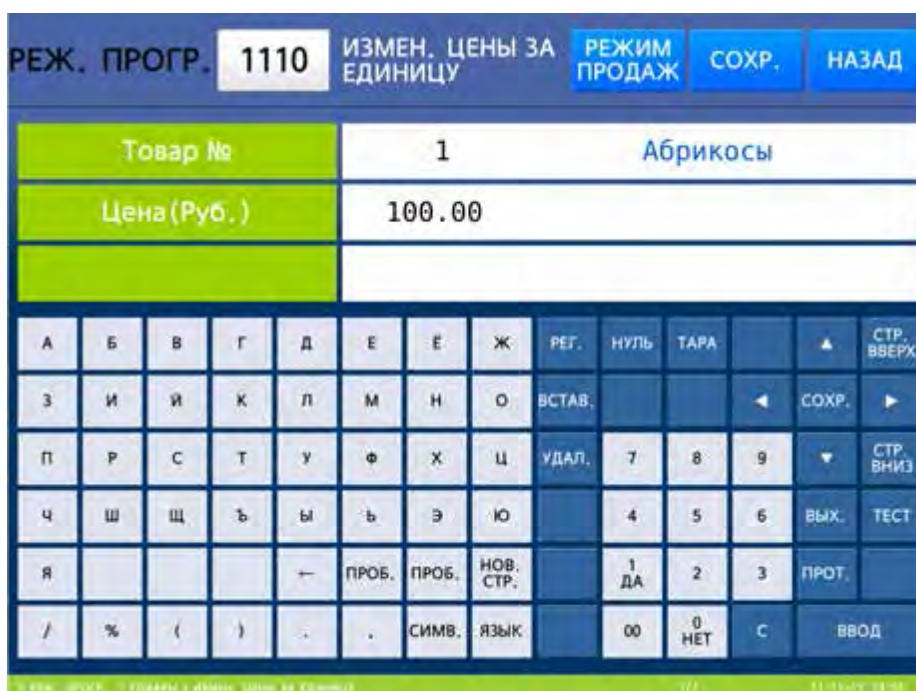 РЕЖ. ПРОГР. 1110 ИЗМЕН. ЦЕНЫ ЗА ЕДИНИЦУ РЕЖИМ ПРОДАЖ СОХР. НАЗАД
Товар № 1 Абрикосы
Цена(Руб.) 100.00
А Б В Г Д Е Ё Ж РЕГ. НУЛЬ ТАРА ▲ СТР. ВВЕРХ
З И Й К Л М Н О ВСТАВ. ◀ СОХР. ▶
П Р С Т У Ф Х Ц УДАЛ. 7 8 9 ▼ СТР. ВНИЗ
Ч Ш Щ Ъ Ы Ь Э Ю 4 5 6 ВЫХ. ТЕСТ
Я ← ПРОБ. ПРОБ. НОВ. СТР. 1 ДА 2 3 ПРОТ.
/ % ( ) . . СИМВ. ЯЗЫК 00 0 НЕТ C ВВОД